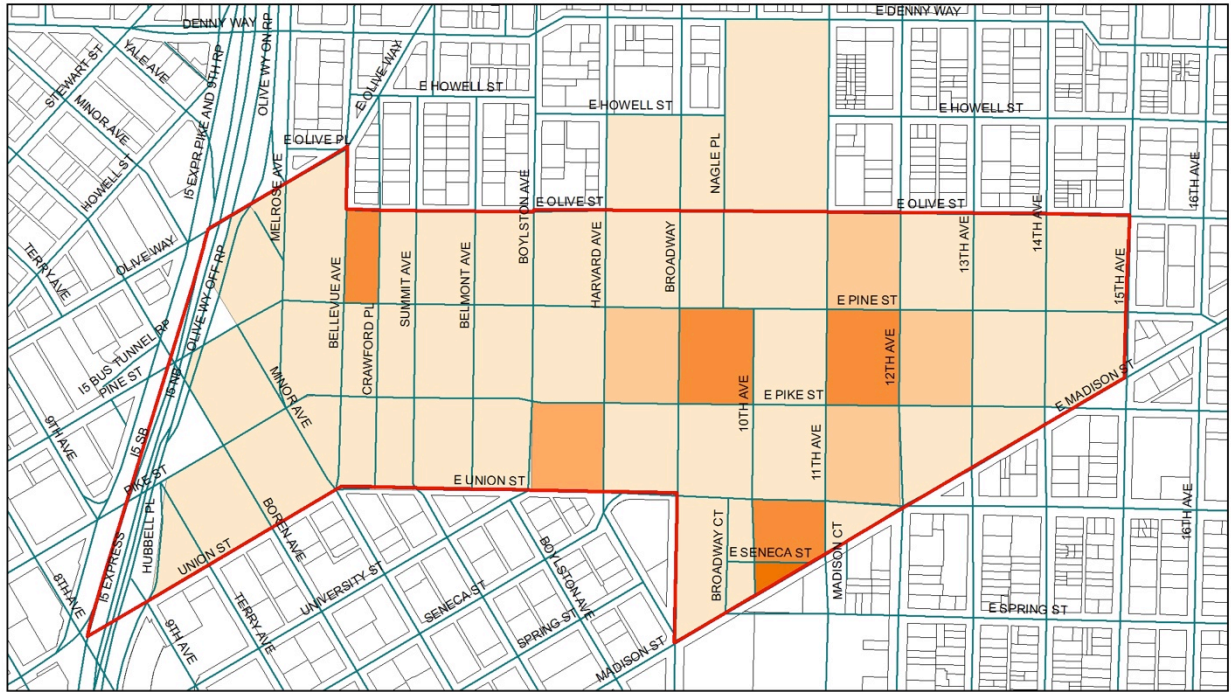 E DENNY WAY
DENNY WAY
STEWART ST
YALE AVE
OLIVE WY ON RP
E OLIVE WAY
I5 EXPR PIKE AND 9TH RP
MINOR AVE
E HOWELL ST
E HOWELL ST
E HOWELL ST
HOWELL ST
E OLIVE PL
MELROSE AVE
NAGLE PL
BOYLSTON AVE
E OLIVE ST
E OLIVE ST
16TH AVE
TERRY AVE
OLIVE WAY
OLIVE WY OFF RP
BELLEVUE AVE
CRAWFORD PL
SUMMIT AVE
BELMONT AVE
HARVARD AVE
BROADWAY
13TH AVE
14TH AVE
15TH AVE
E PINE ST
I5 BUS TUNNEL RP
PINE ST
I5 NB
MINOR AVE
12TH AVE
E PIKE ST
10TH AVE
E MADISON ST
9TH AVE
I5 SB
PIKE ST
11TH AVE
E UNION ST
HUBBELL PL
BOREN AVE
16TH AVE
UNION ST
I5 EXPRESS
8TH AVE
BROADWAY CT
E SENECA ST
MADISON CT
UNIVERSITY ST
BOYLSTON AVE
SENECA ST
E SPRING ST
9TH AVE
TERRY AVE
SPRING ST
MADISON ST